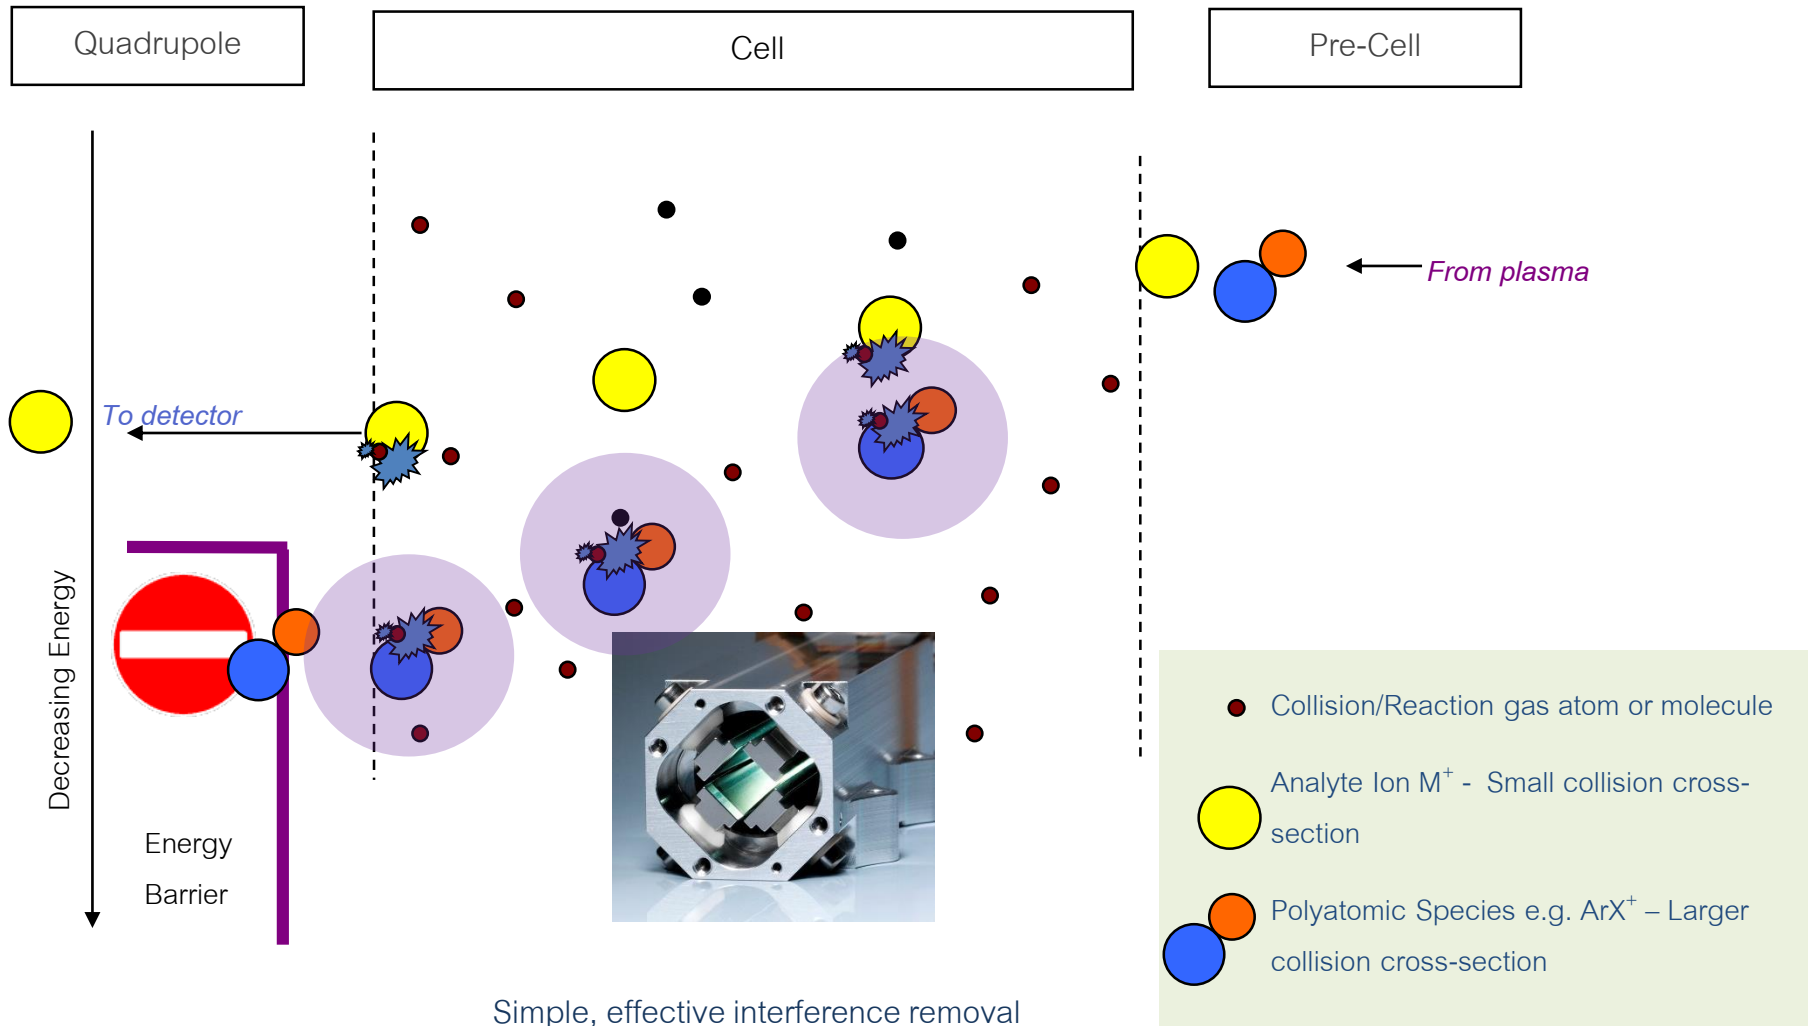 Quadrupole
Cell
Pre-Cell
From plasma
To detector
Decreasing Energy
Energy
Barrier
Collision/Reaction gas atom or molecule
Analyte Ion M⁺ - Small collision cross-
section
Polyatomic Species e.g. ArX⁺ – Larger
collision cross-section
Simple, effective interference removal